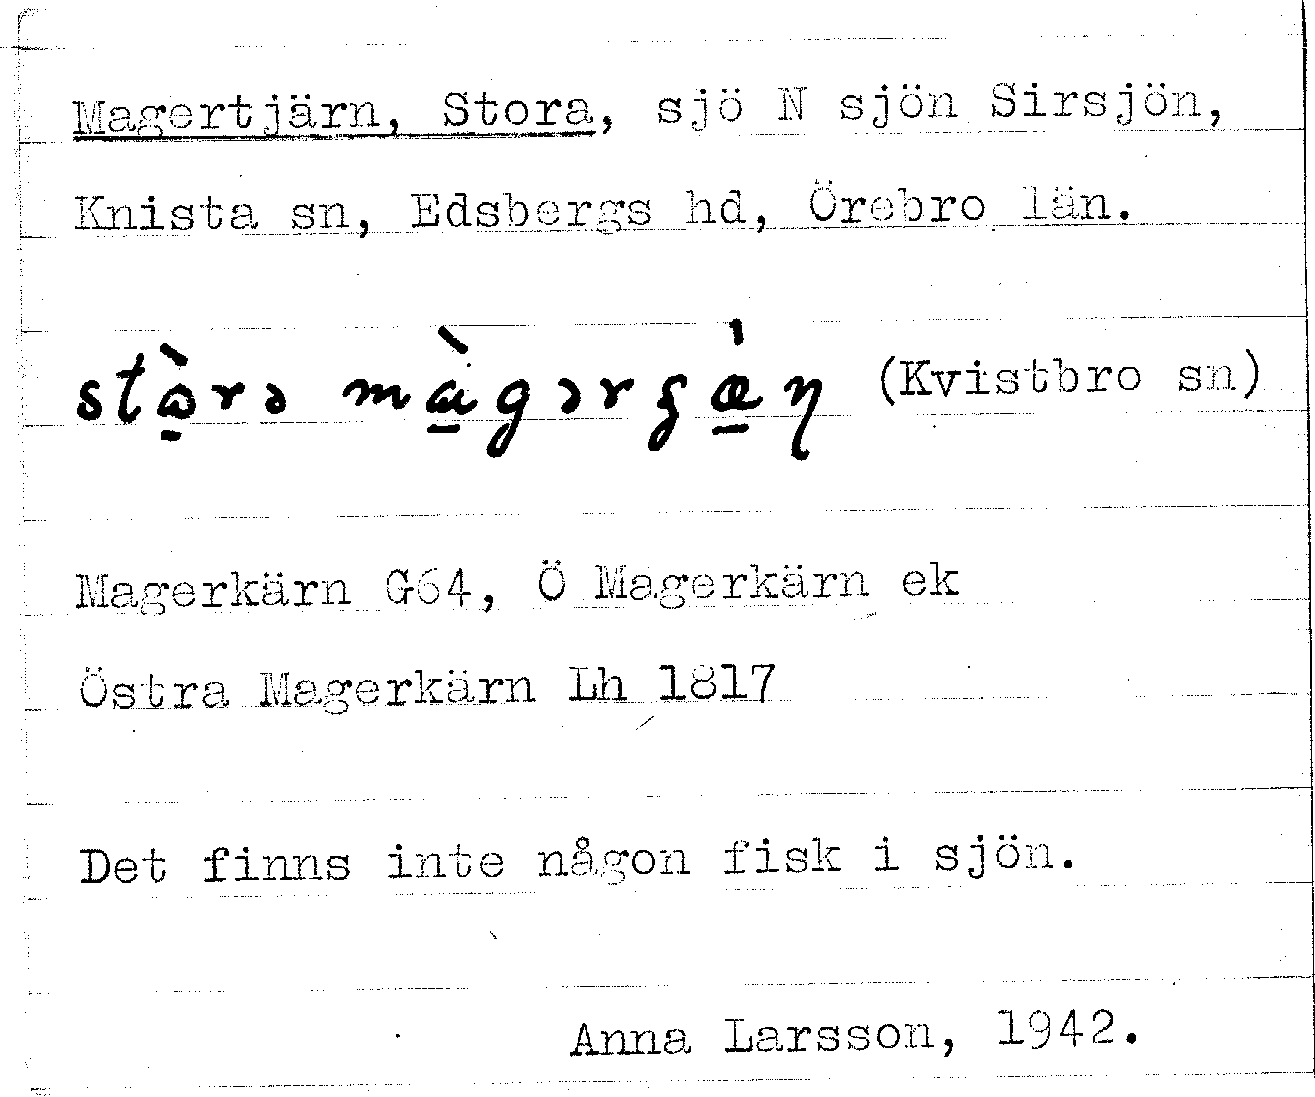 Magertjärn, Stora, sjö N sjön Sirsjön,
Knista sn, Edsbergs hd, Örebro län.
(Kvistbro sn)
Magerkärn G64, Ö Magerkärn ek
Östra Magerkärn Lh 1817
Det finns inte någon fisk i sjön.
Anna Larsson, 1942.